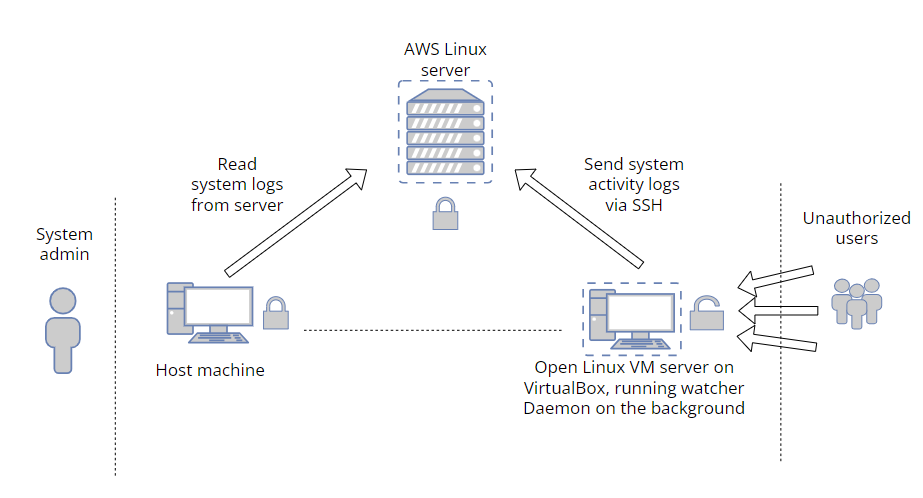 AWS Linux
server
Read
system logs
from server
Send system
activity logs
via SSH
System
admin
Unauthorized
users
Host machine
Open Linux VM server on
VirtualBox, running watcher
Daemon on the background